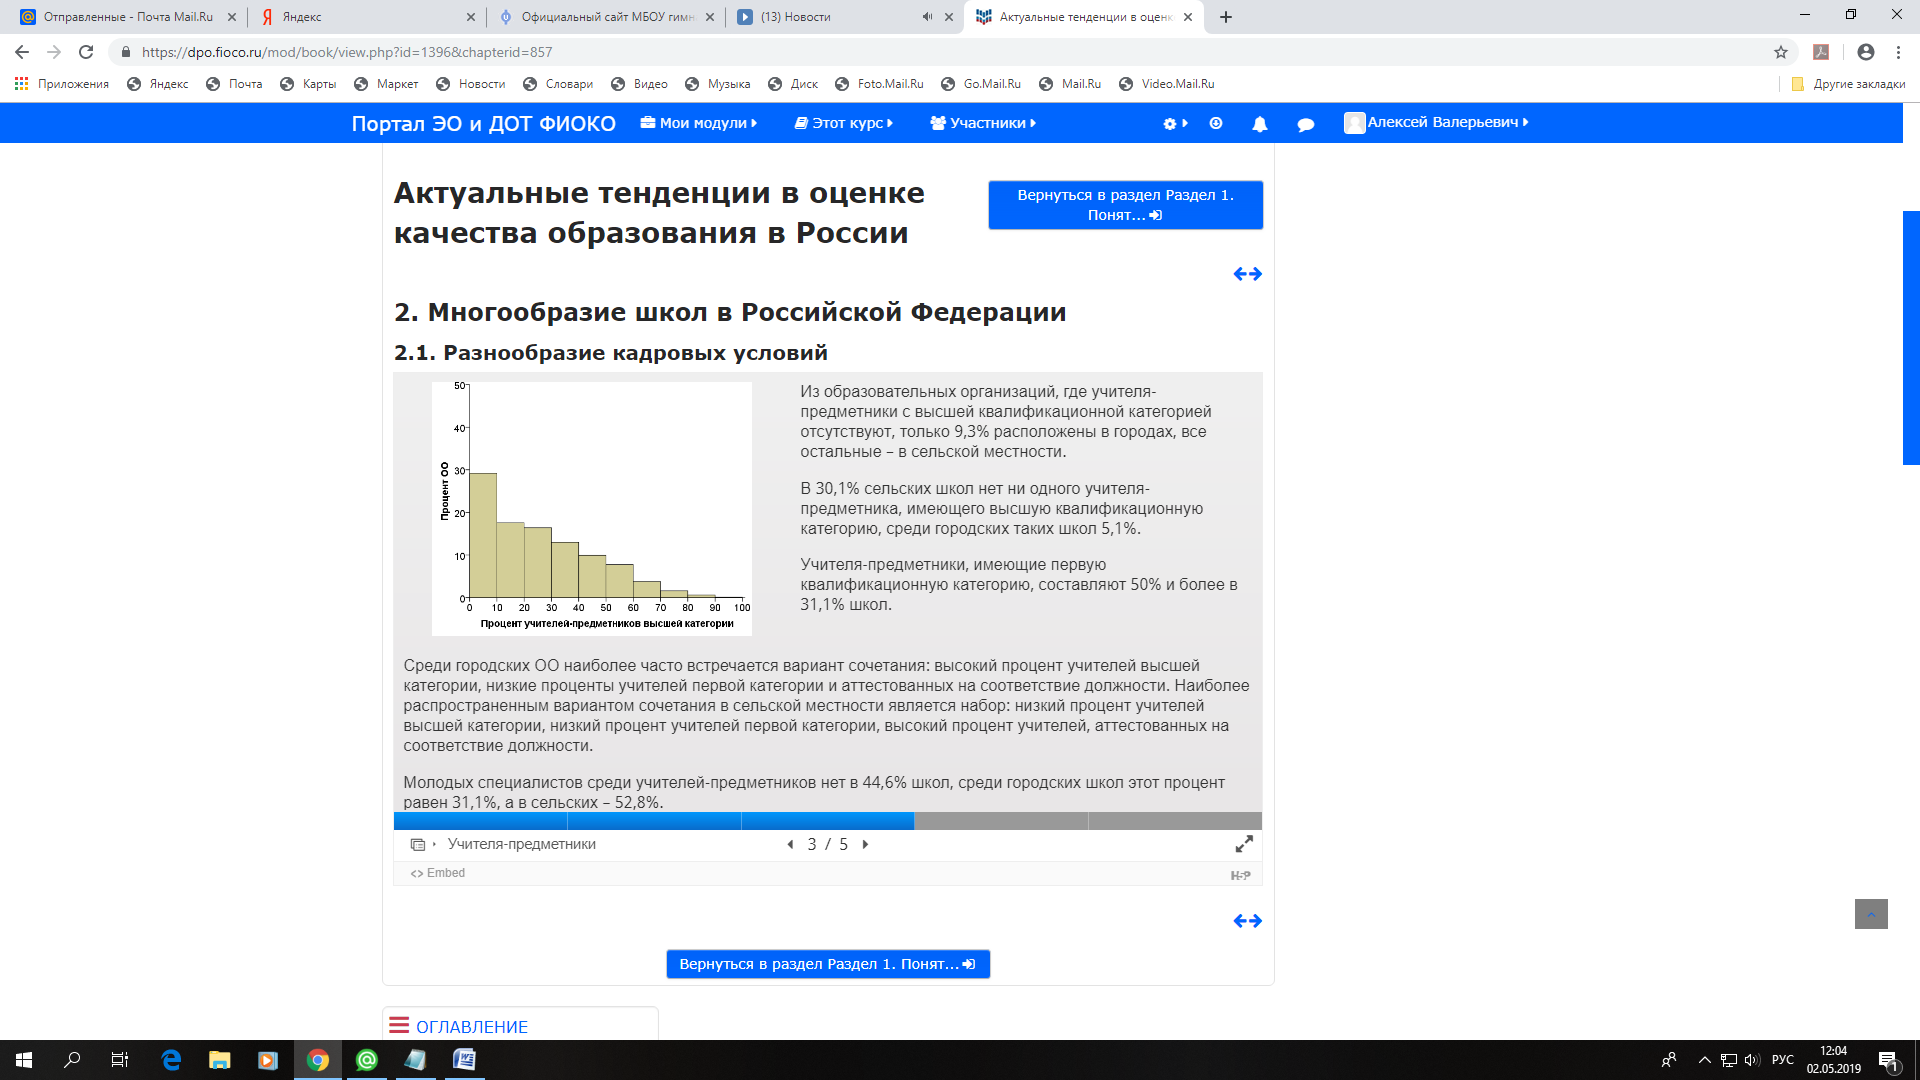 Отправленные - Почта Mail.Ru
Яндекс
Официальный сайт МБОУ гимн
(13) Новости
Актуальные тенденции в оценк
https://dpo.fioco.ru/mod/book/view.php?id=1396&chapterid=857
Приложения Яндекс Почта Карты Маркет Новости Словари Видео Музыка Диск Foto.Mail.Ru Go.Mail.Ru Mail.Ru Video.Mail.Ru Другие закладки
Портал ЭО и ДОТ ФИОКО Мои модули Этот курс Участники Алексей Валерьевич
Актуальные тенденции в оценке
качества образования в России
Вернуться в раздел Раздел 1.
Понят...
2. Многообразие школ в Российской Федерации
2.1. Разнообразие кадровых условий
50
40
30
20
10
0
Процент ОО
0 10 20 30 40 50 60 70 80 90 100
Процент учителей-предметников высшей категории
Из образовательных организаций, где учителя-
предметники с высшей квалификационной категорией
отсутствуют, только 9,3% расположены в городах, все
остальные – в сельской местности.
В 30,1% сельских школ нет ни одного учителя-
предметника, имеющего высшую квалификационную
категорию, среди городских таких школ 5,1%.
Учителя-предметники, имеющие первую
квалификационную категорию, составляют 50% и более в
31,1% школ.
Среди городских ОО наиболее часто встречается вариант сочетания: высокий процент учителей высшей
категории, низкие проценты учителей первой категории и аттестованных на соответствие должности. Наиболее
распространенным вариантом сочетания в сельской местности является набор: низкий процент учителей
высшей категории, низкий процент учителей первой категории, высокий процент учителей, аттестованных на
соответствие должности.
Молодых специалистов среди учителей-предметников нет в 44,6% школ, среди городских школ этот процент
равен 31,1%, а в сельских – 52,8%.
Учителя-предметники
3 / 5
<> Embed
H5P
Вернуться в раздел Раздел 1. Понят...
ОГЛАВЛЕНИЕ
РУС
12:04
02.05.2019
1